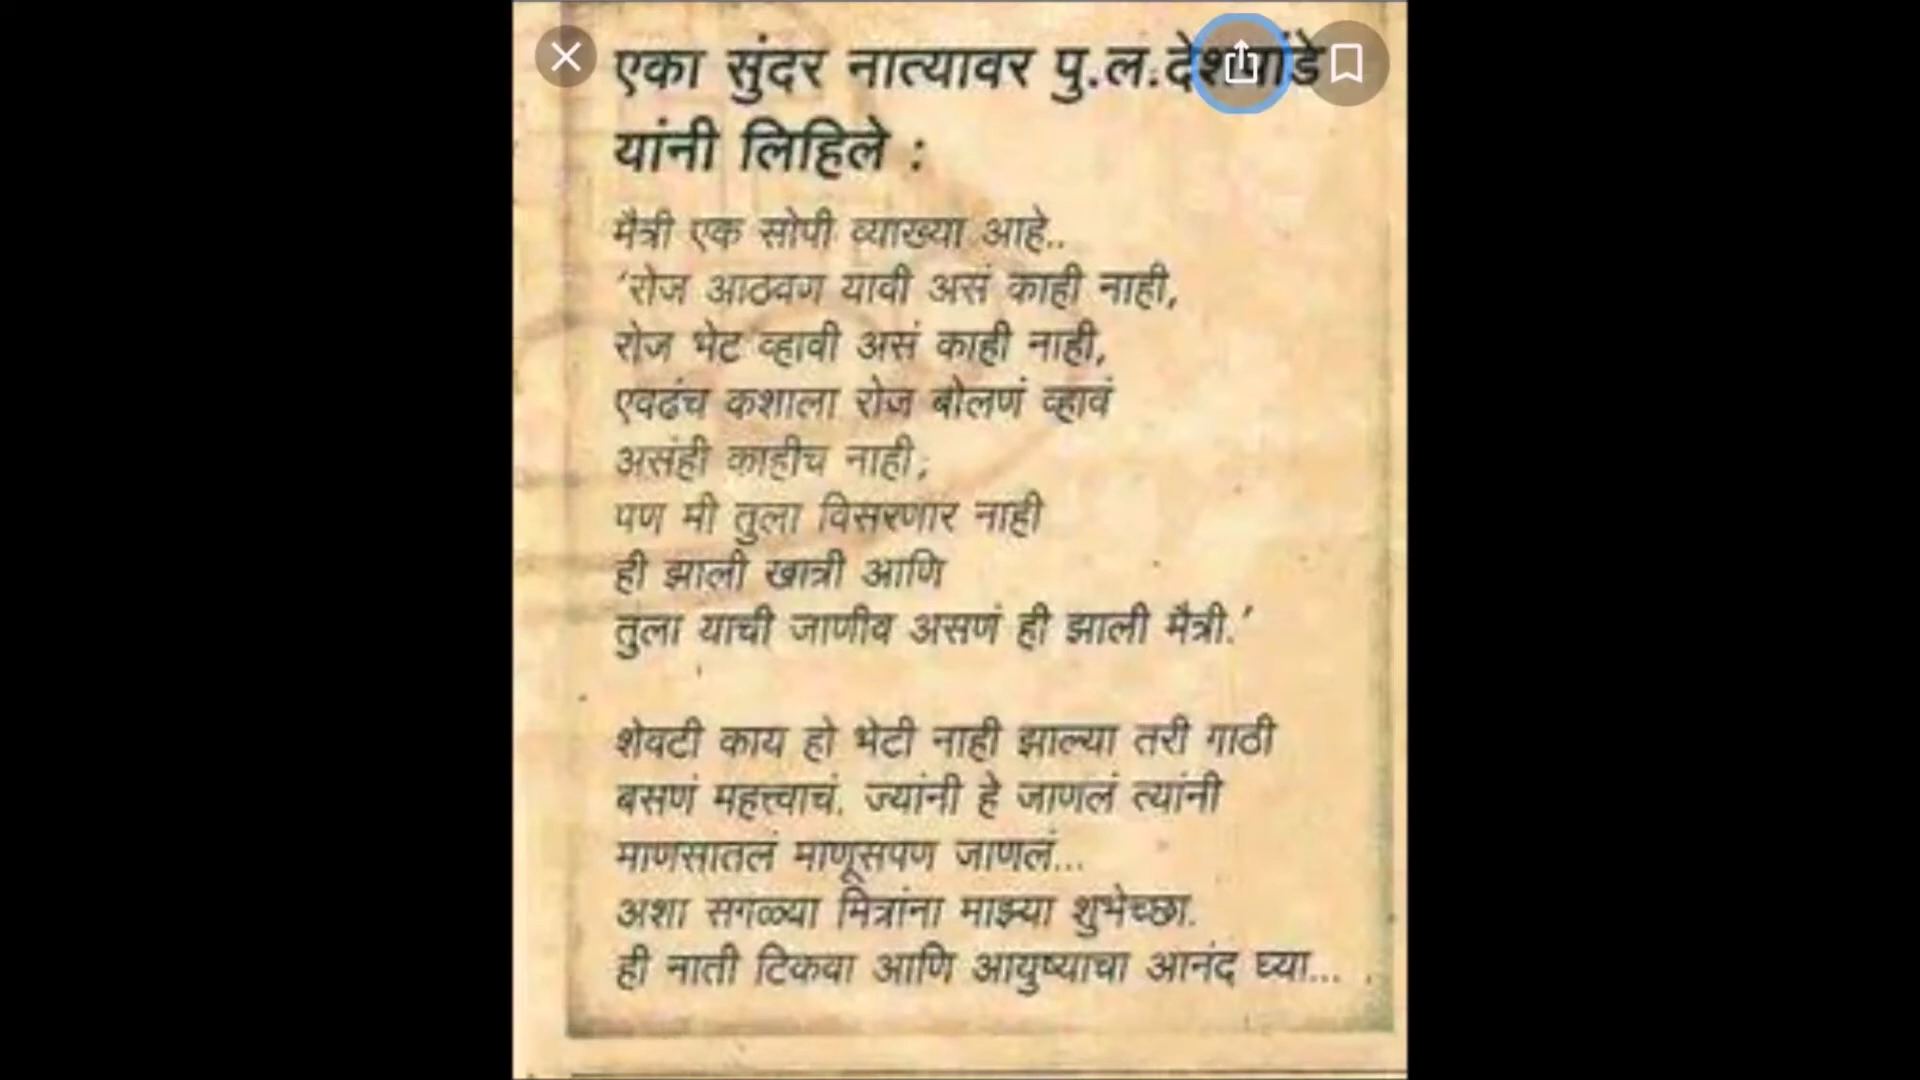 एका सुंदर नात्यावर पु.ल.देशपांडे
यांनी लिहिले :
मैत्री एक सोपी व्याख्या आहे..
‘रोज आठवण यावी असं काही नाही,
रोज भेट व्हावी असं काही नाही,
एवढंच कशाला रोज बोलणं व्हावं
असंही काहीच नाही;
पण मी तुला विसरणार नाही
ही झाली खात्री आणि
तुला याची जाणीव असणं ही झाली मैत्री.’
शेवटी काय हो भेटी नाही झाल्या तरी गाठी
बसणं महत्त्वाचं. ज्यांनी हे जाणलं त्यांनी
माणसातलं माणूसपण जाणलं...
अशा सगळ्या मित्रांना माझ्या शुभेच्छा.
ही नाती टिकवा आणि आयुष्याचा आनंद घ्या...